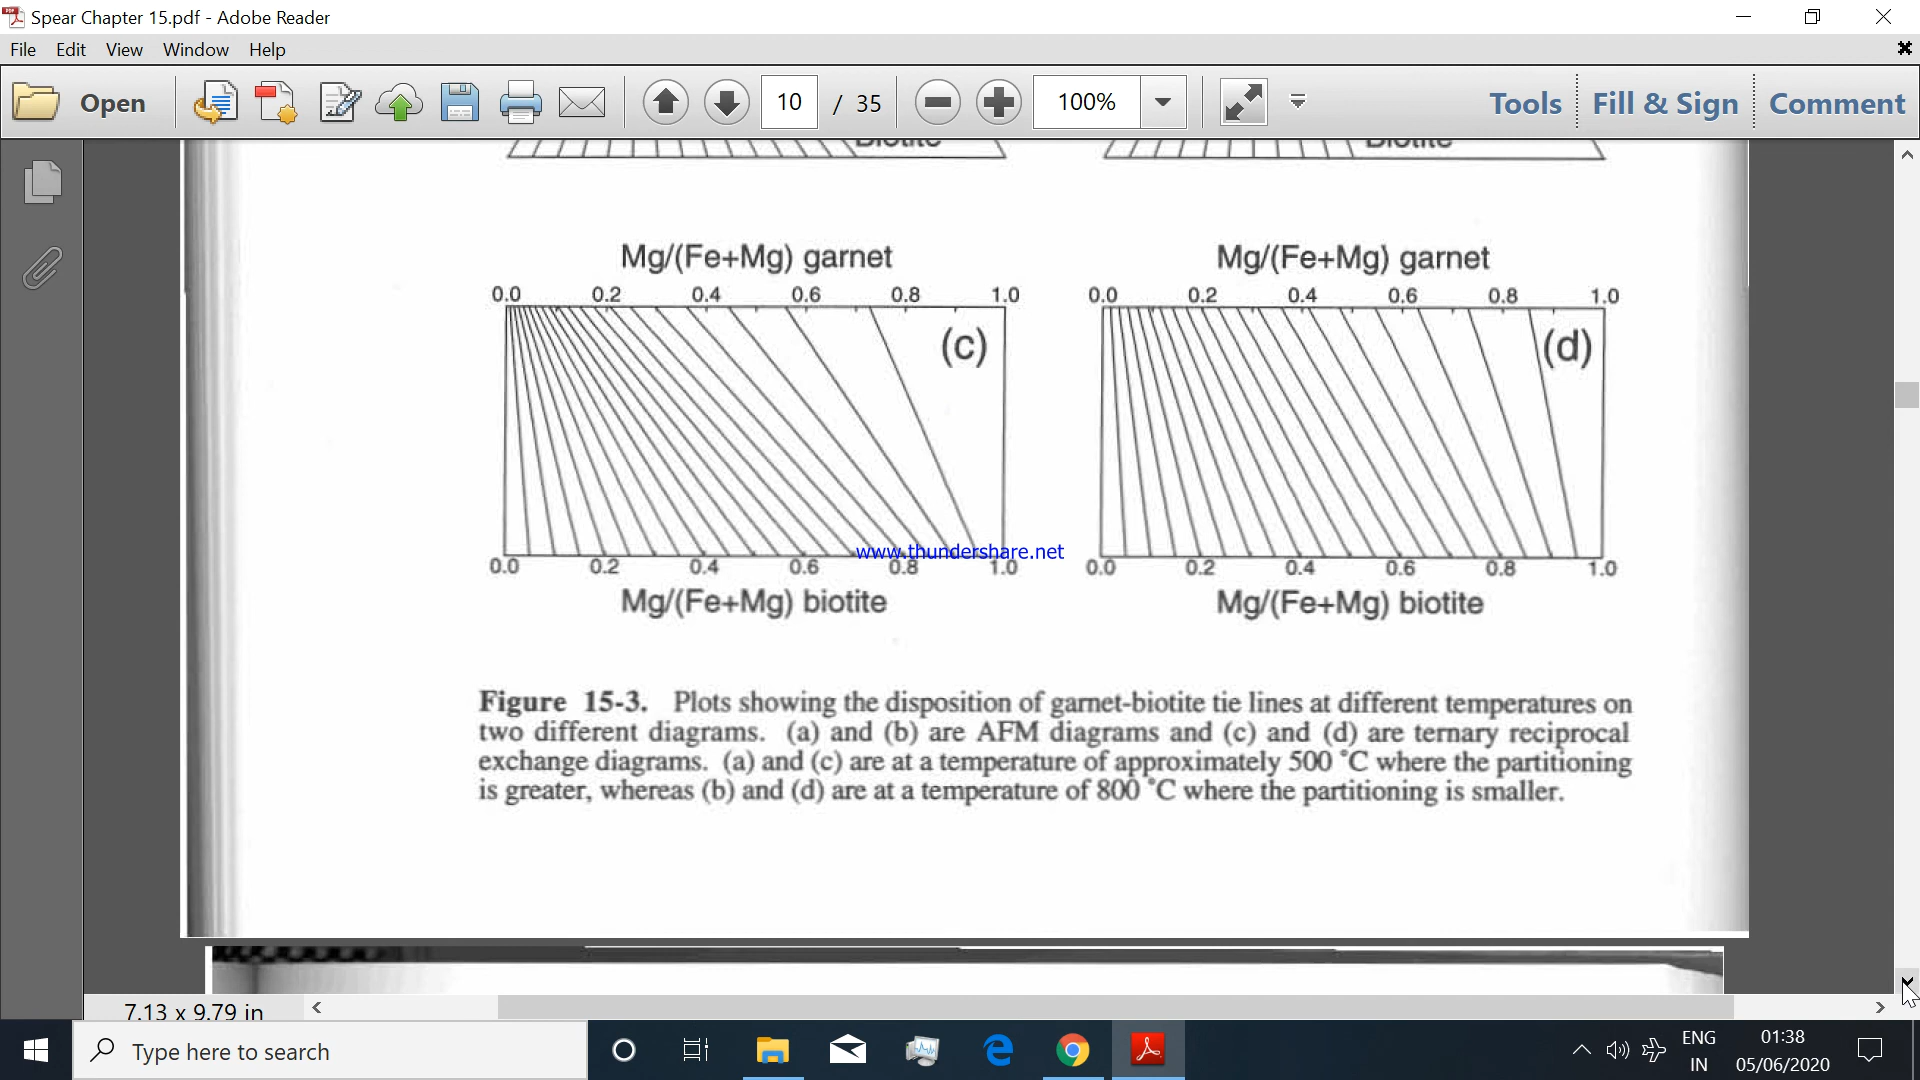 Spear Chapter 15.pdf - Adobe Reader
File Edit View Window Help
Open 10 / 35 100% Tools Fill & Sign Comment
Biotite Biotite
Mg/(Fe+Mg) garnet Mg/(Fe+Mg) garnet
0.0 0.2 0.4 0.6 0.8 1.0 0.0 0.2 0.4 0.6 0.8 1.0
(c) (d)
www.thundershare.net
0.0 0.2 0.4 0.6 0.8 1.0 0.0 0.2 0.4 0.6 0.8 1.0
Mg/(Fe+Mg) biotite Mg/(Fe+Mg) biotite
Figure 15-3. Plots showing the disposition of garnet-biotite tie lines at different temperatures on
two different diagrams. (a) and (b) are AFM diagrams and (c) and (d) are ternary reciprocal
exchange diagrams. (a) and (c) are at a temperature of approximately 500 °C where the partitioning
is greater, whereas (b) and (d) are at a temperature of 800 °C where the partitioning is smaller.
7.13 x 9.79 in
Type here to search
ENG 01:38
IN 05/06/2020